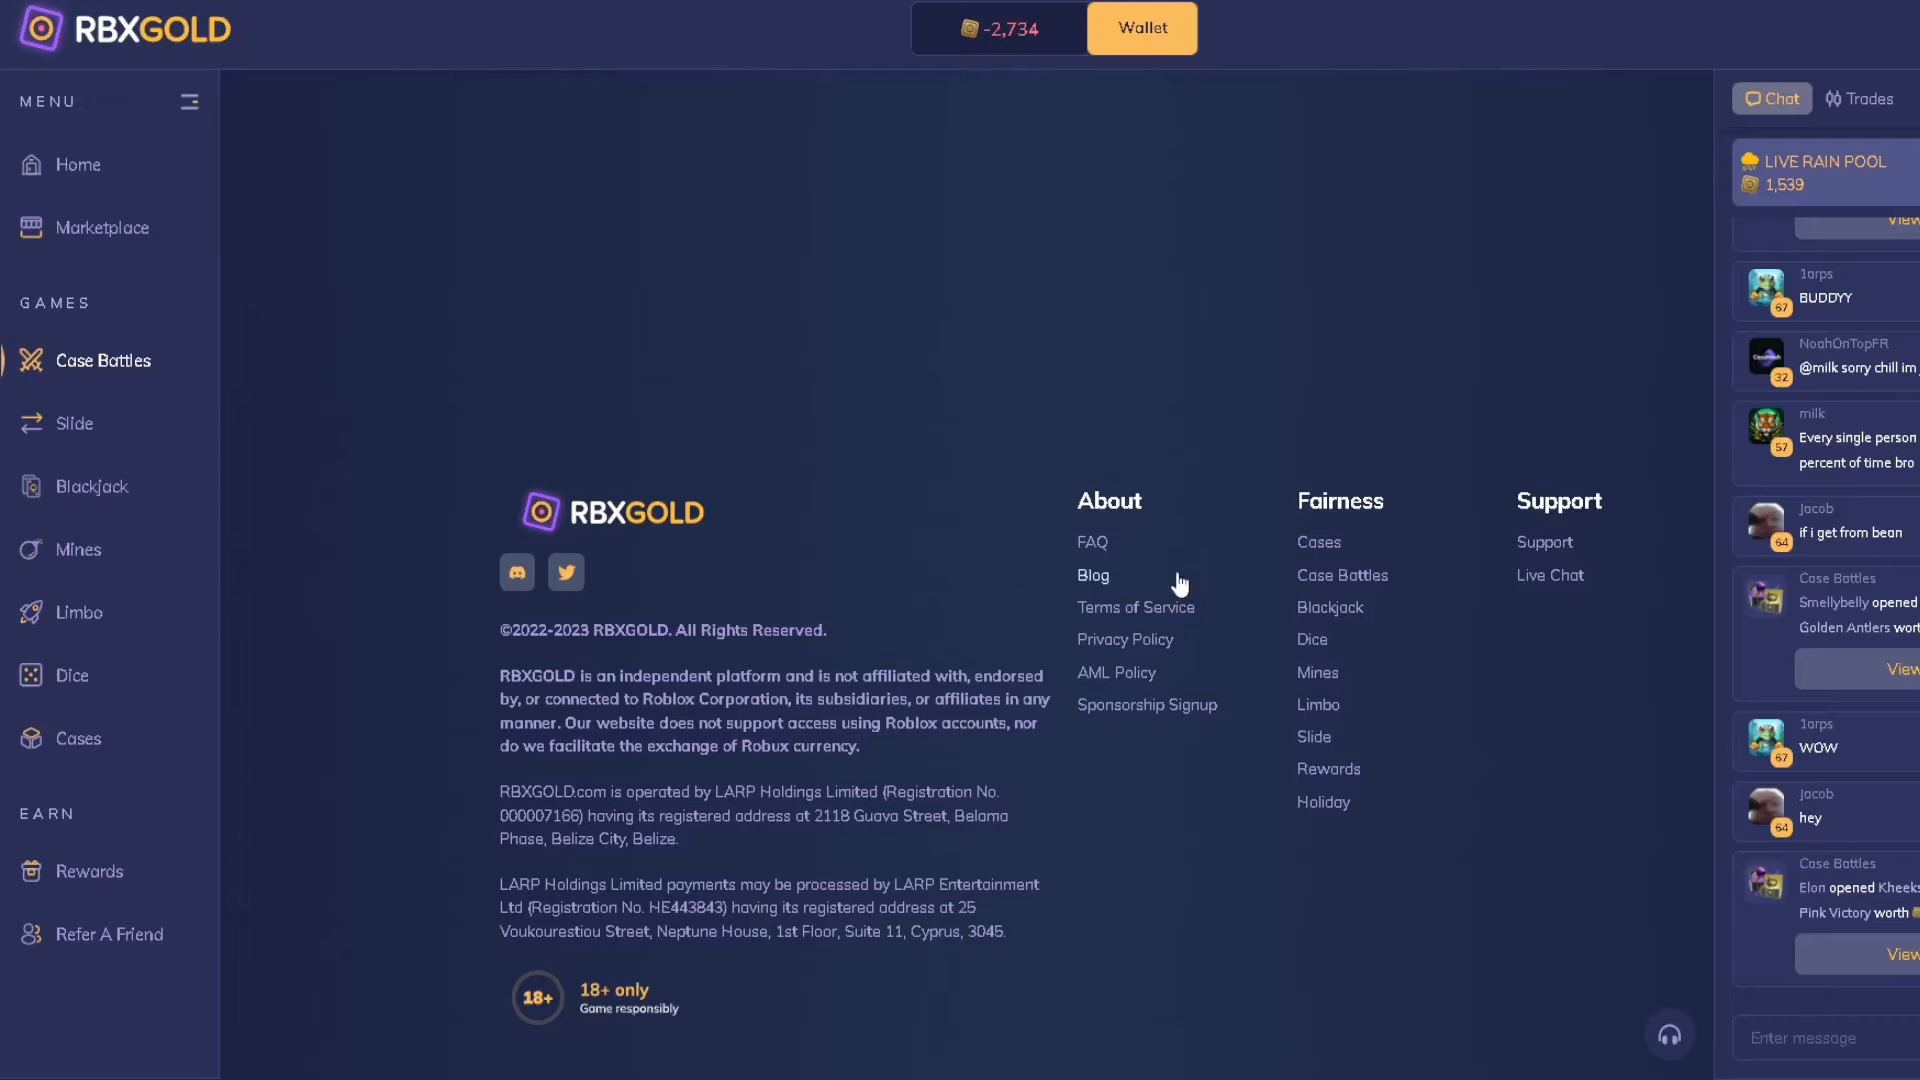 RBXGOLD
-2,734
Wallet
MENU
Home
Marketplace
GAMES
Case Battles
Slide
Blackjack
Mines
Limbo
Dice
Cases
EARN
Rewards
Refer A Friend
RBXGOLD
©2022-2023 RBXGOLD. All Rights Reserved.
RBXGOLD is an independent platform and is not affiliated with, endorsed
by, or connected to Roblox Corporation, its subsidiaries, or affiliates in any
manner. Our website does not support access using Roblox accounts, nor
do we facilitate the exchange of Robux currency.
RBXGOLD.com is operated by LARP Holdings Limited (Registration No.
000007166) having its registered address at 2118 Guava Street, Belama
Phase, Belize City, Belize.
LARP Holdings Limited payments may be processed by LARP Entertainment
Ltd (Registration No. HE443843) having its registered address at 25
Voukourestiou Street, Neptune House, 1st Floor, Suite 11, Cyprus, 3045.
18+
18+ only
Game responsibly
About
FAQ
Blog
Terms of Service
Privacy Policy
AML Policy
Sponsorship Signup
Fairness
Cases
Case Battles
Blackjack
Dice
Mines
Limbo
Slide
Rewards
Holiday
Support
Support
Live Chat
Chat
Trades
LIVE RAIN POOL
1,539
View
1arps
BUDDYY
67
NoahOnTopFR
@milk sorry chill im
32
milk
Every single person
percent of time bro
57
Jacob
if i get from bean
64
Case Battles
Smellybelly opened
Golden Antlers wort
View
1arps
WOW
67
Jacob
hey
64
Case Battles
Elon opened Kheeks
Pink Victory worth
View
Enter message